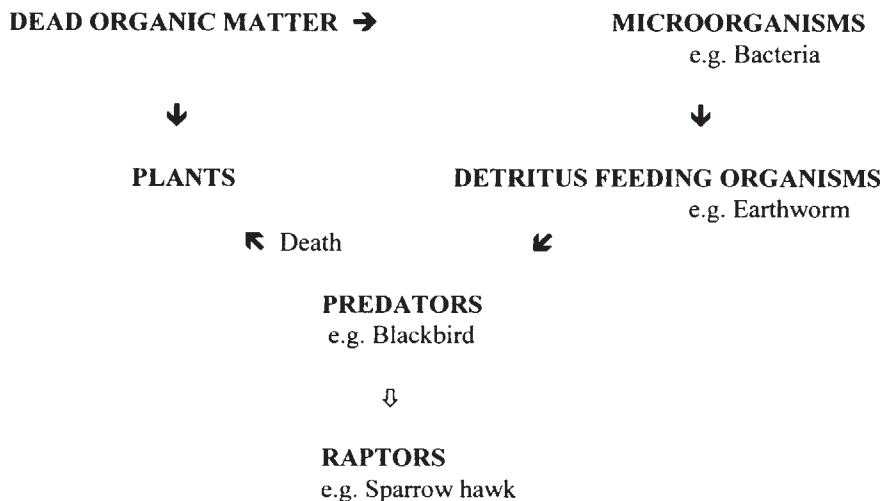 DEAD ORGANIC MATTER ➔ MICROORGANISMS
e.g. Bacteria
PLANTS DETRITUS FEEDING ORGANISMS
e.g. Earthworm
Death
PREDATORS
e.g. Blackbird
RAPTORS
e.g. Sparrow hawk